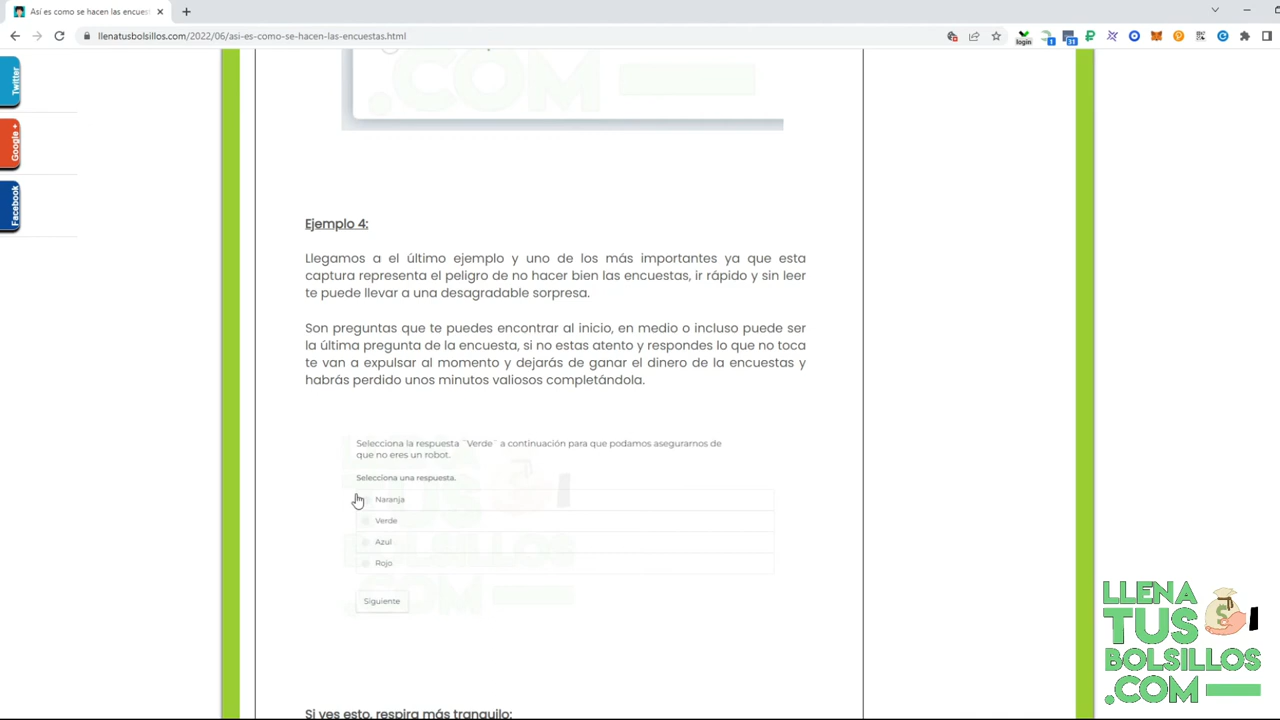 Así es como se hacen las encuest
llenatusbolsillos.com/2022/06/asi-es-como-se-hacen-las-encuestas.html
login
1
31
Twitter
Google +
Facebook
.COM
Ejemplo 4:
Llegamos a el último ejemplo y uno de los más importantes ya que esta
captura representa el peligro de no hacer bien las encuestas, ir rápido y sin leer
te puede llevar a una desagradable sorpresa.
Son preguntas que te puedes encontrar al inicio, en medio o incluso puede ser
la última pregunta de la encuesta, si no estas atento y respondes lo que no toca
te van a expulsar al momento y dejarás de ganar el dinero de la encuestas y
habrás perdido unos minutos valiosos completándola.
Selecciona la respuesta ¨Verde¨ a continuación para que podamos asegurarnos de
que no eres un robot.
Selecciona una respuesta.
Naranja
Verde
Azul
Rojo
Siguiente
LLENA
TUS
BOLSILLOS
.COM
Si ves esto, respira más tranquilo: